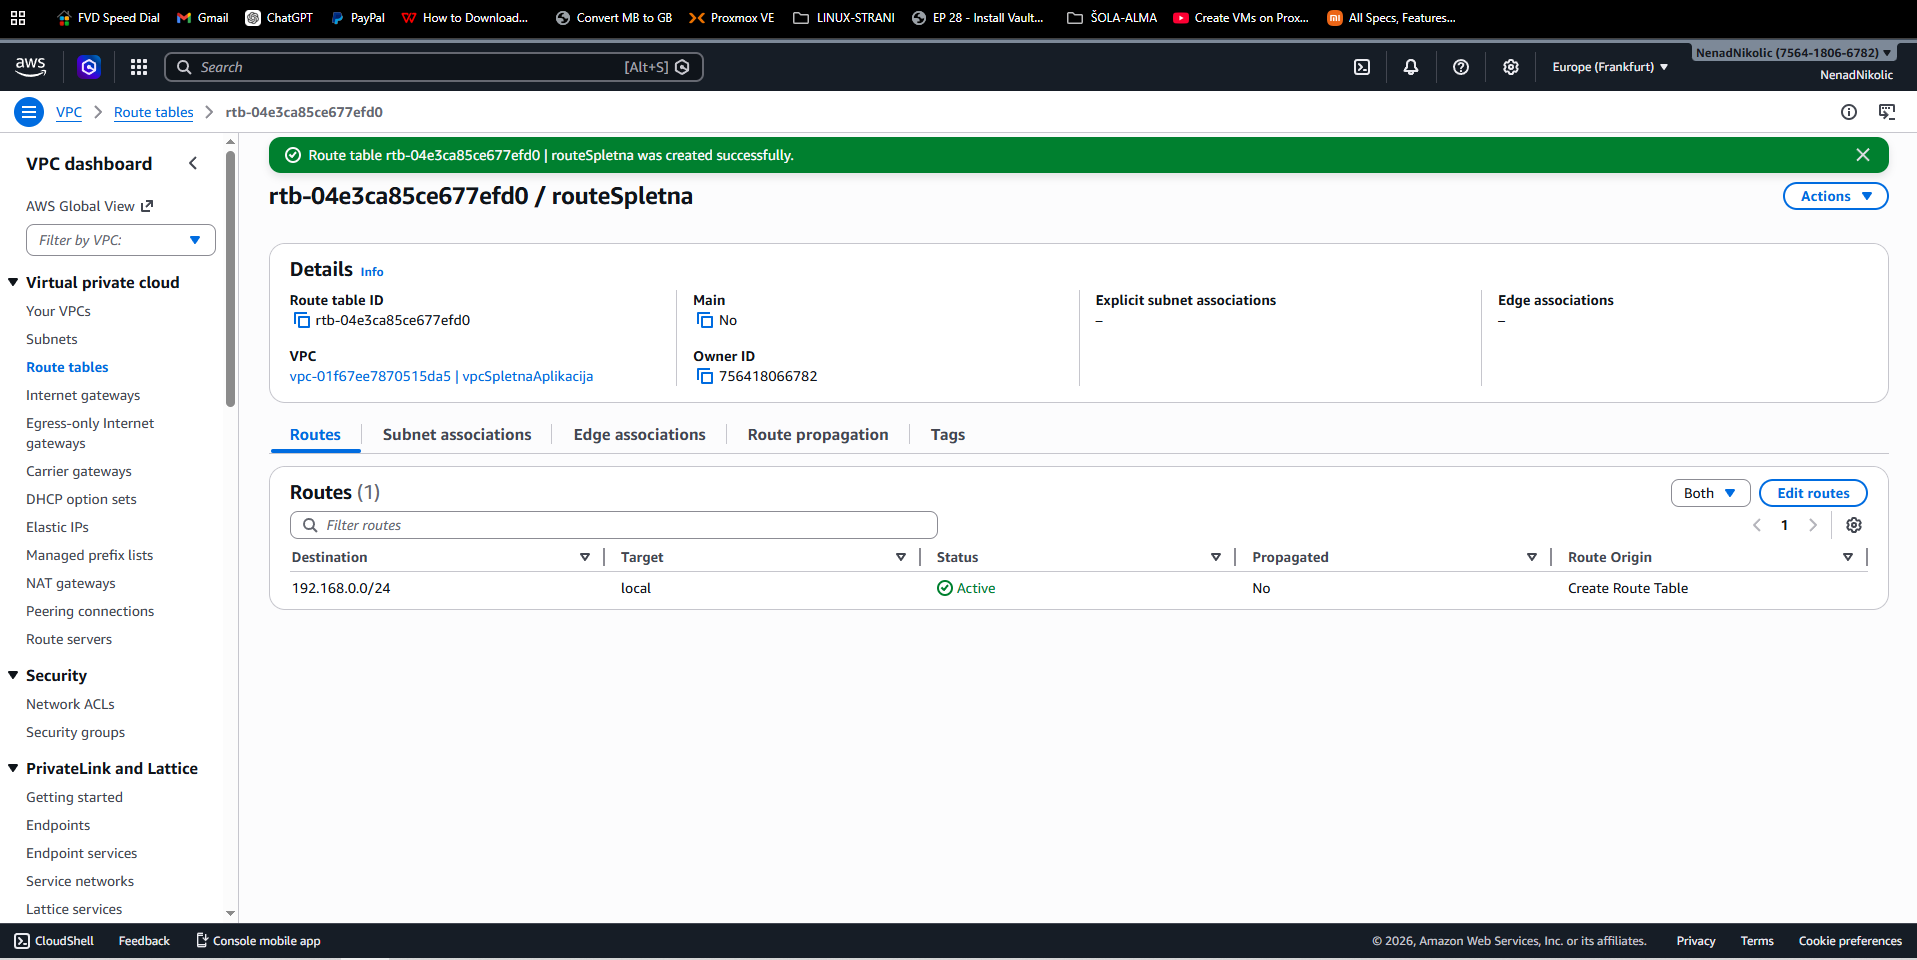 FVD Speed Dial
Gmail
ChatGPT
PayPal
How to Download...
Convert MB to GB
Proxmox VE
LINUX-STRANI
EP 28 - Install Vault...
ŠOLA-ALMA
Create VMs on Prox...
All Specs, Features...
aws
Search
[Alt+S]
Europe (Frankfurt)
NenadNikolic (7564-1806-6782)
NenadNikolic
VPC
Route tables
rtb-04e3ca85ce677efd0
VPC dashboard
AWS Global View
Filter by VPC:
Virtual private cloud
Your VPCs
Subnets
Route tables
Internet gateways
Egress-only Internet
gateways
Carrier gateways
DHCP option sets
Elastic IPs
Managed prefix lists
NAT gateways
Peering connections
Route servers
Security
Network ACLs
Security groups
PrivateLink and Lattice
Getting started
Endpoints
Endpoint services
Service networks
Lattice services
Route table rtb-04e3ca85ce677efd0 | routeSpletna was created successfully.
rtb-04e3ca85ce677efd0 / routeSpletna
Actions
Details Info
Route table ID
rtb-04e3ca85ce677efd0
Main
No
Explicit subnet associations
–
Edge associations
–
VPC
vpc-01f67ee7870515da5 | vpcSpletnaAplikacija
Owner ID
756418066782
Routes
Subnet associations
Edge associations
Route propagation
Tags
Routes (1)
Both
Edit routes
Filter routes
1
Destination
Target
Status
Propagated
Route Origin
192.168.0.0/24
local
Active
No
Create Route Table
CloudShell
Feedback
Console mobile app
© 2026, Amazon Web Services, Inc. or its affiliates.
Privacy
Terms
Cookie preferences